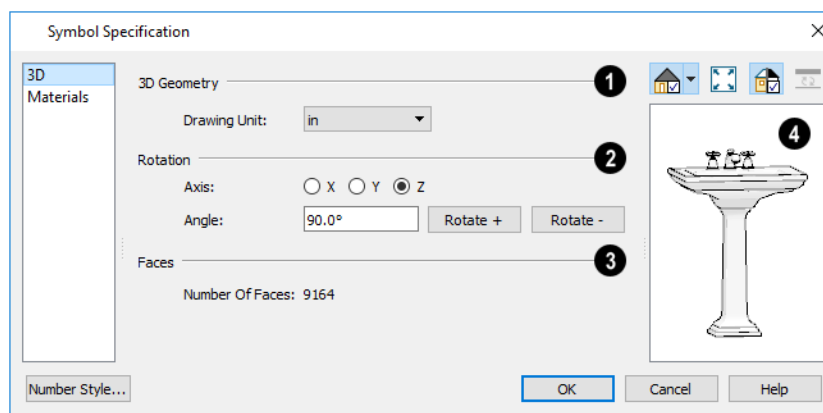 Symbol Specification
3D
Materials
3D Geometry
1
Drawing Unit: in
Rotation
2
Axis: X Y Z
Angle: 90.0° Rotate + Rotate -
Faces
3
Number Of Faces: 9164
4
Number Style... OK Cancel Help